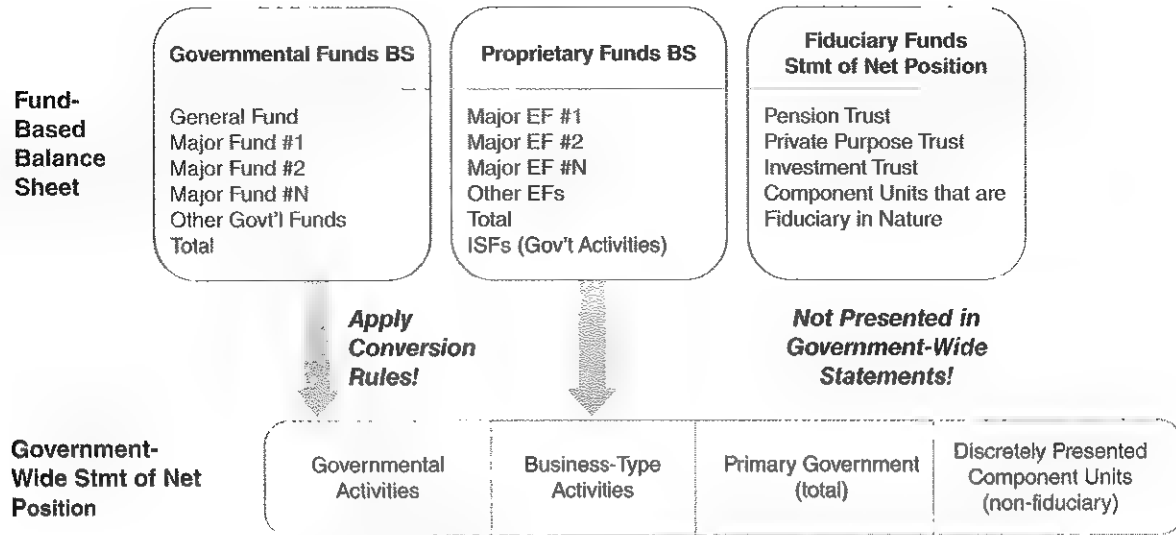 Fund-
Based
Balance
Sheet
Governmental Funds BS
General Fund
Major Fund #1
Major Fund #2
Major Fund #N
Other Govt'l Funds
Total
Proprietary Funds BS
Major EF #1
Major EF #2
Major EF #N
Other EFs
Total
ISFs (Gov't Activities)
Fiduciary Funds
Stmt of Net Position
Pension Trust
Private Purpose Trust
Investment Trust
Component Units that are
Fiduciary in Nature
Apply
Conversion
Rules!
Not Presented in
Government-Wide
Statements!
Government-
Wide Stmt of Net
Position
Governmental
Activities
Business-Type
Activities
Primary Government
(total)
Discretely Presented
Component Units
(non-fiduciary)